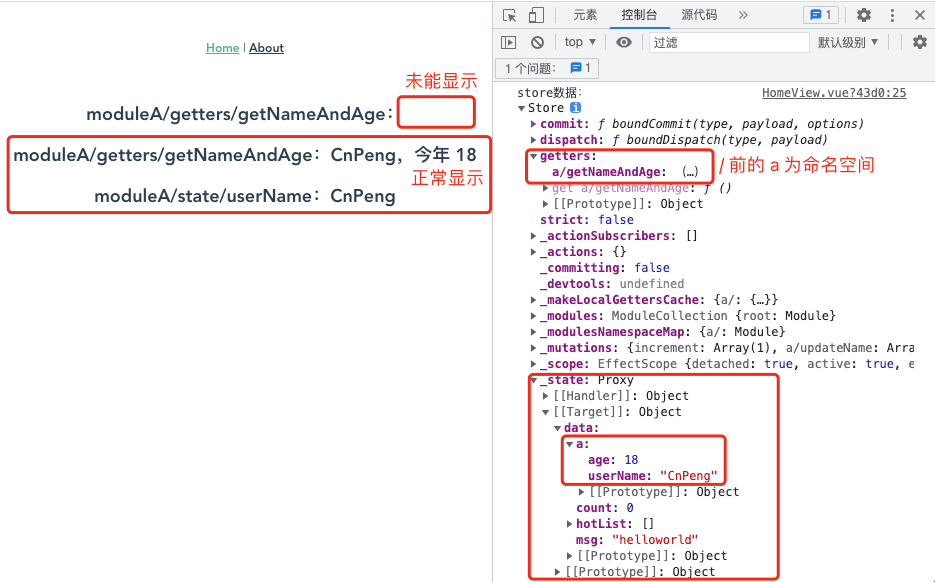 Home | About
未能显示
moduleA/getters/getNameAndAge：
moduleA/getters/getNameAndAge：CnPeng，今年 18
正常显示
moduleA/state/userName：CnPeng
元素 控制台 源代码 » 1
top ▼ 过滤 默认级别 ▼
1 个问题： 1
store数据： HomeView.vue?43d0:25
▼Store i
▶commit: ƒ boundCommit(type, payload, options)
▶dispatch: ƒ boundDispatch(type, payload)
▼getters:
a/getNameAndAge: (…)
/ 前的 a 为命名空间
▶get a/getNameAndAge: ƒ ()
▶[[Prototype]]: Object
strict: false
▶_actionSubscribers: []
▶_actions: {}
_committing: false
_devtools: undefined
▶_makeLocalGettersCache: {a/: {…}}
▶_modules: ModuleCollection {root: Module}
▶_modulesNamespaceMap: {a/: Module}
▶_mutations: {increment: Array(1), a/updateName: Arra
▶_scope: EffectScope {detached: true, active: true, e
▼_state: Proxy
▶[[Handler]]: Object
▼[[Target]]: Object
▼data:
▼a:
age: 18
userName: "CnPeng"
▶[[Prototype]]: Object
count: 0
▶hotList: []
msg: "helloworld"
▶[[Prototype]]: Object
▶[[Prototype]]: Object